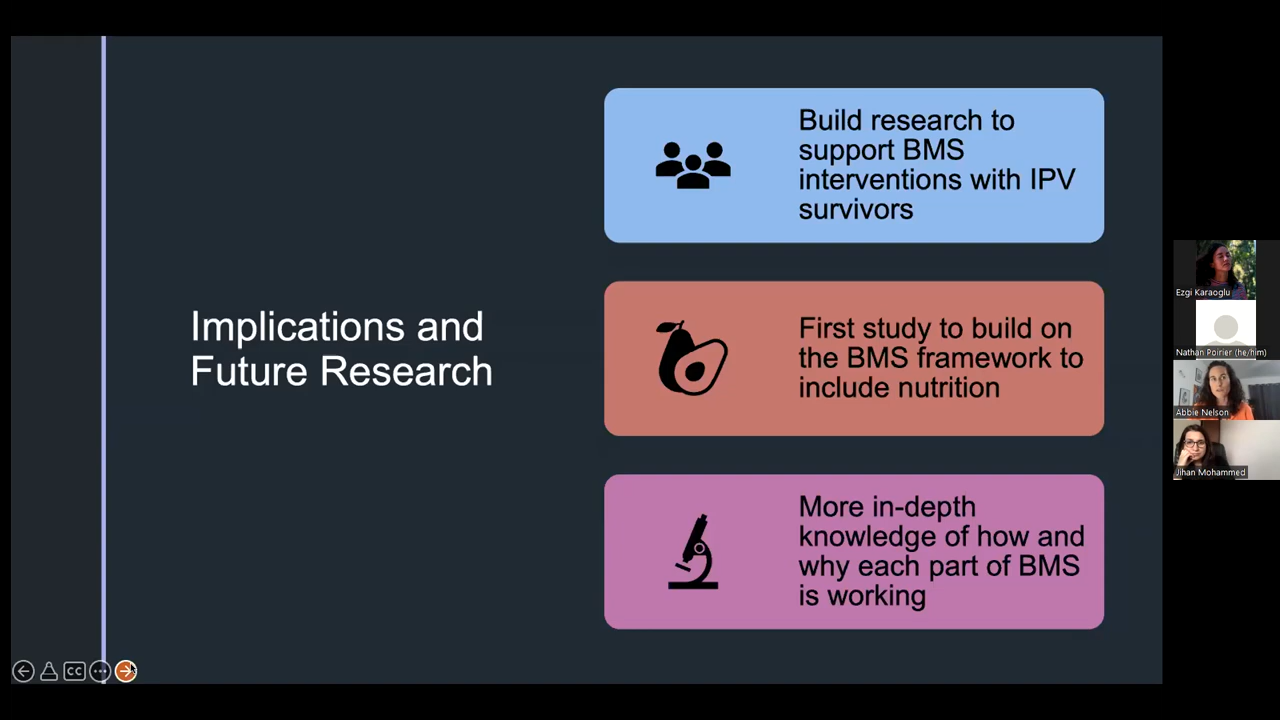 Implications and
Future Research
Build research to
support BMS
interventions with IPV
survivors
First study to build on
the BMS framework to
include nutrition
More in-depth
knowledge of how and
why each part of BMS
is working
CC
Ezgi Karaoglu
Nathan Poirier (he/him)
Abbie Nelson
Jihan Mohammed